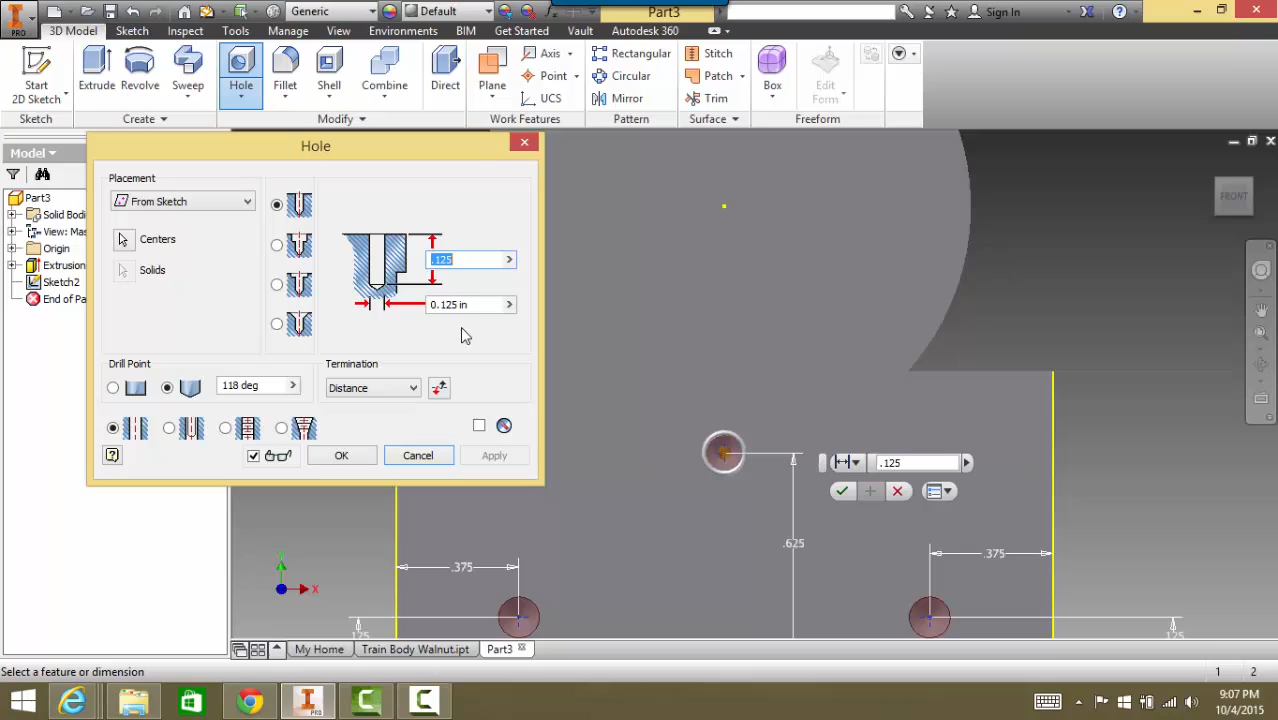 Generic
Default
Part3
Sign In
PRO
3D Model
Sketch
Inspect
Tools
Manage
View
Environments
BIM
Get Started
Vault
Autodesk 360
Start
2D Sketch
Extrude
Revolve
Sweep
Hole
Fillet
Shell
Combine
Direct
Plane
Axis
Point
UCS
Rectangular
Circular
Mirror
Stitch
Patch
Trim
Box
Edit
Form
Sketch
Create
Modify
Work Features
Pattern
Surface
Freeform
Model
Part3
Solid Bodi
View: Mas
Origin
Extrusion
Sketch2
End of Pa
Hole
Placement
From Sketch
Centers
Solids
.125
0.125 in
Drill Point
118 deg
Termination
Distance
OK
Cancel
Apply
FRONT
.125
.625
.375
.375
.125
.125
Y
X
My Home
Train Body Walnut.ipt
Part3
Select a feature or dimension
1
2
PRO
9:07 PM
10/4/2015